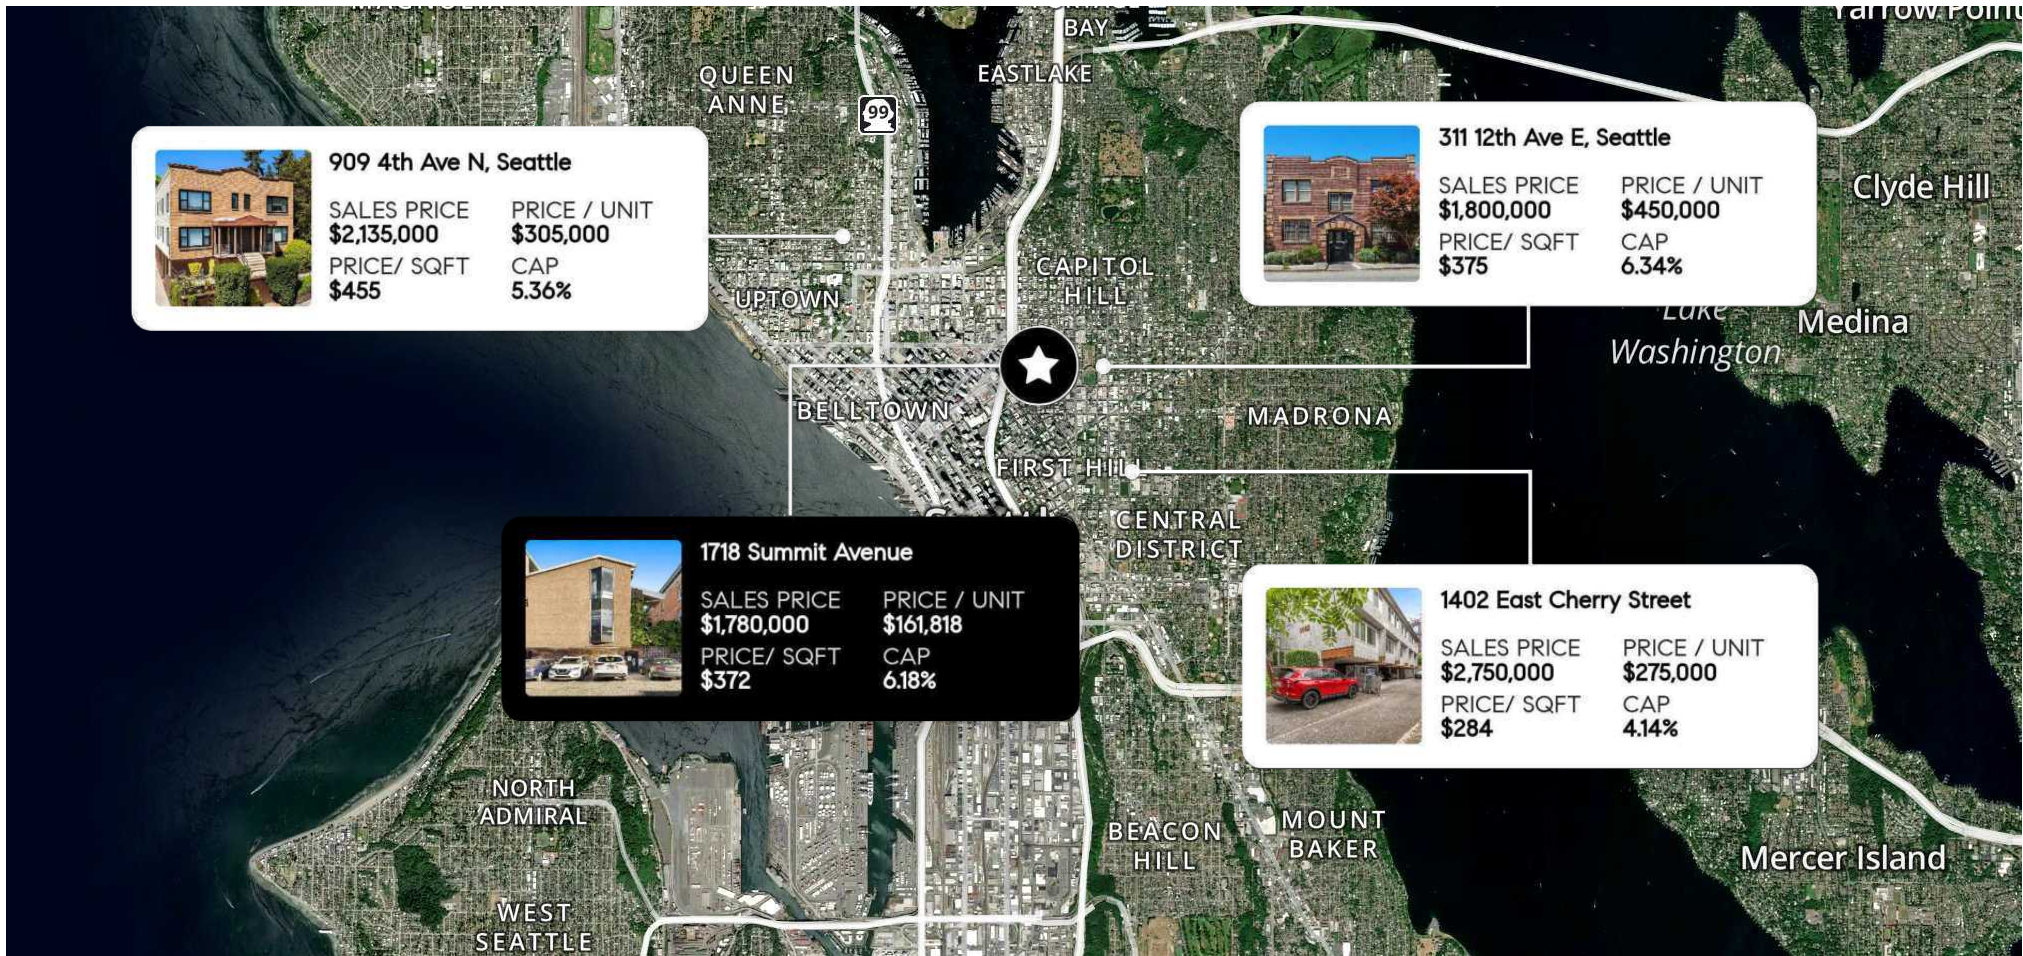 MAGNOLIA
BAY
Yarrow Point
QUEEN
ANNE
EASTLAKE
99
909 4th Ave N, Seattle
SALES PRICE PRICE / UNIT
$2,135,000 $305,000
PRICE/ SQFT CAP
$455 5.36%
311 12th Ave E, Seattle
SALES PRICE PRICE / UNIT
$1,800,000 $450,000
PRICE/ SQFT CAP
$375 6.34%
Clyde Hill
CAPITOL
HILL
UPTOWN
Lake
Washington
Medina
BELLTOWN
MADRONA
FIRST HILL
CENTRAL
DISTRICT
1718 Summit Avenue
SALES PRICE PRICE / UNIT
$1,780,000 $161,818
PRICE/ SQFT CAP
$372 6.18%
1402 East Cherry Street
SALES PRICE PRICE / UNIT
$2,750,000 $275,000
PRICE/ SQFT CAP
$284 4.14%
NORTH
ADMIRAL
BEACON
HILL
MOUNT
BAKER
Mercer Island
WEST
SEATTLE